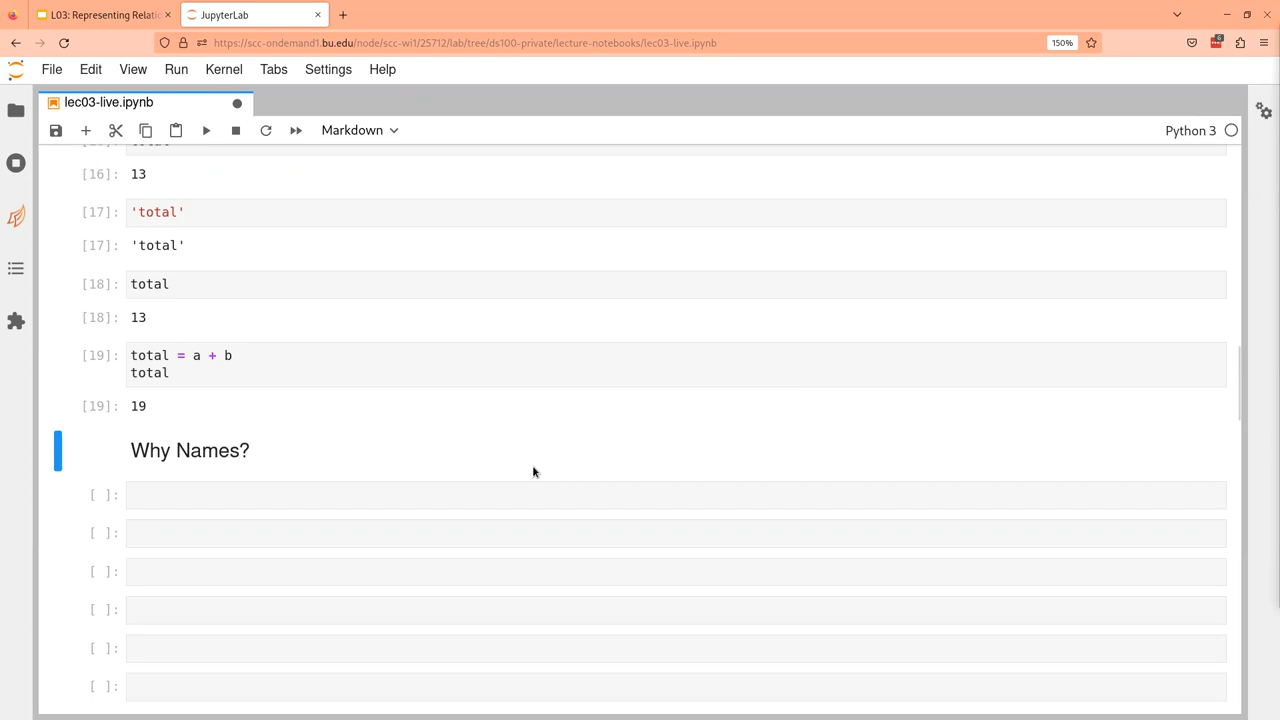 L03: Representing Relatio
JupyterLab
https://scc-ondemand1.bu.edu/node/scc-wi1/25712/lab/tree/ds100-private/lecture-notebooks/lec03-live.ipynb
150%
6
File Edit View Run Kernel Tabs Settings Help
lec03-live.ipynb
Markdown
Python 3
[16]: 13
[17]: 'total'
[17]: 'total'
[18]: total
[18]: 13
[19]: total = a + b
total
[19]: 19
Why Names?
[ ]:
[ ]:
[ ]:
[ ]:
[ ]:
[ ]: